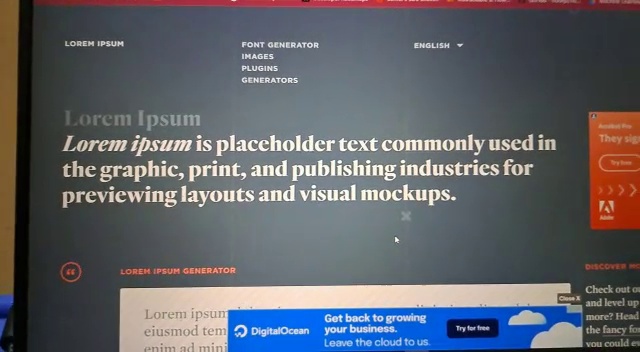 LOREM IPSUM
FONT GENERATOR
IMAGES
PLUGINS
GENERATORS
ENGLISH
Lorem Ipsum
Lorem ipsum is placeholder text commonly used in
the graphic, print, and publishing industries for
previewing layouts and visual mockups.
They
Try free
Adobe
LOREM IPSUM GENERATOR
DISCOVER
Lorem ipsum
eiusmod tem
enim ad mini
Close X
DigitalOcean
Get back to growing
your business.
Leave the cloud to us.
Try for free
Check out
and level up
more? Head
the fancy
you could